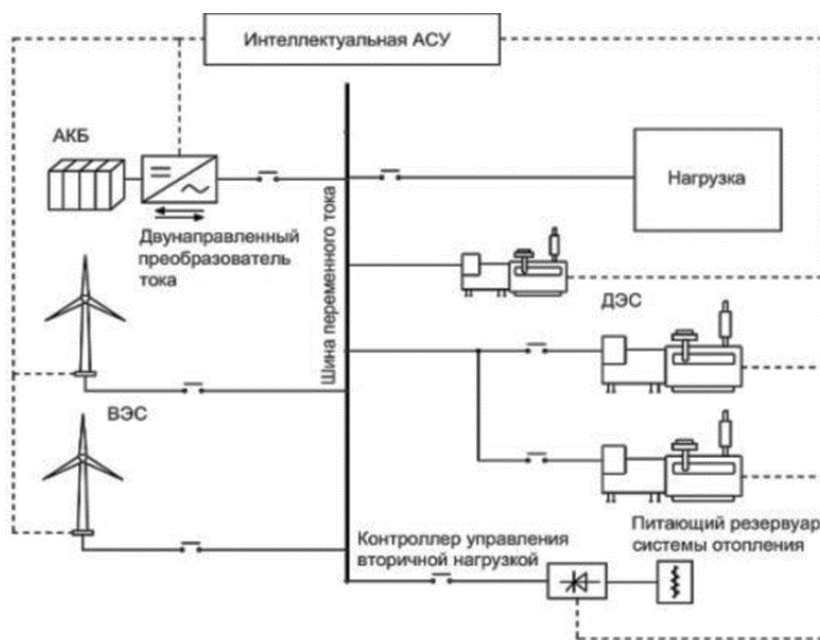 Интеллектуальная АСУ
АКБ
Нагрузка
Двунаправленный
преобразователь
тока
Шина переменного тока
ДЭС
ВЭС
Контроллер управления
вторичной нагрузкой
Питающий резервуар
системы отопления